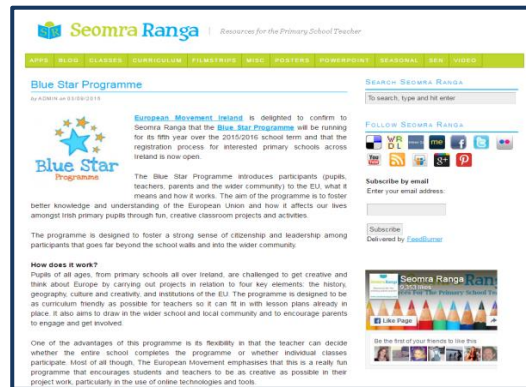 Seomra Ranga
Resources for the Primary School Teacher
APPS BLOG CLASSES CURRICULUM FILMSTRIPS MISC POSTERS POWERPOINT SEASONAL SEN VIDEO
Blue Star Programme
by ADMIN on 03/09/2015
Blue Star
Programme
European Movement Ireland is delighted to confirm to
Seomra Ranga that the Blue Star Programme will be running
for its fifth year over the 2015/2016 school term and that the
registration process for interested primary schools across
Ireland is now open.
The Blue Star Programme introduces participants (pupils,
teachers, parents and the wider community) to the EU, what it
means and how it works. The aim of the programme is to foster
better knowledge and understanding of the European Union and how it affects our lives
amongst Irish primary pupils through fun, creative classroom projects and activities.
The programme is designed to foster a strong sense of citizenship and leadership among
participants that goes far beyond the school walls and into the wider community.
How does it work?
Pupils of all ages, from primary schools all over Ireland, are challenged to get creative and
think about Europe by carrying out projects in relation to four key elements: the history,
geography, culture and creativity, and institutions of the EU. The programme is designed to be
as curriculum friendly as possible for teachers so it can fit in with lesson plans already in
place. It also aims to draw in the wider school and local community and to encourage parents
to engage and get involved.
One of the advantages of this programme is its flexibility in that the teacher can decide
whether the entire school completes the programme or whether individual classes
participate. Most of all though, The European Movement emphasises that this is a really fun
programme that encourages students and teachers to be as creative as possible in their
project work, particularly in the use of online technologies and tools.
Search Seomra Ranga
To search, type and hit enter
Follow Seomra Ranga
Subscribe by email
Enter your email address:
Subscribe
Delivered by FeedBurner
Seomra Ranga
Like Page
Be the first of your friends to like this